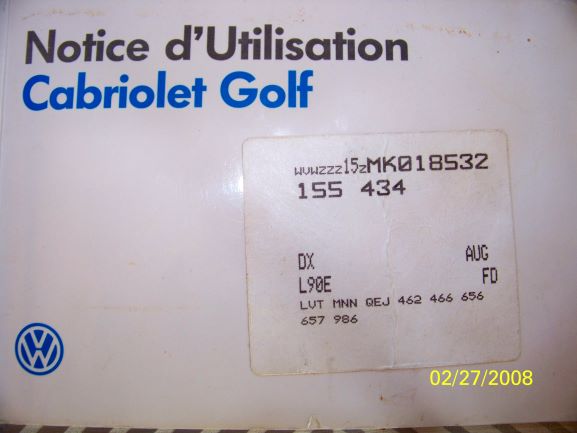 Notice d'Utilisation
Cabriolet Golf
WVWZZZ15ZMK018532
155 434
DX AUG
L90E FD
LVT MNN QEJ 462 466 656
657 986
VW
02/27/2008